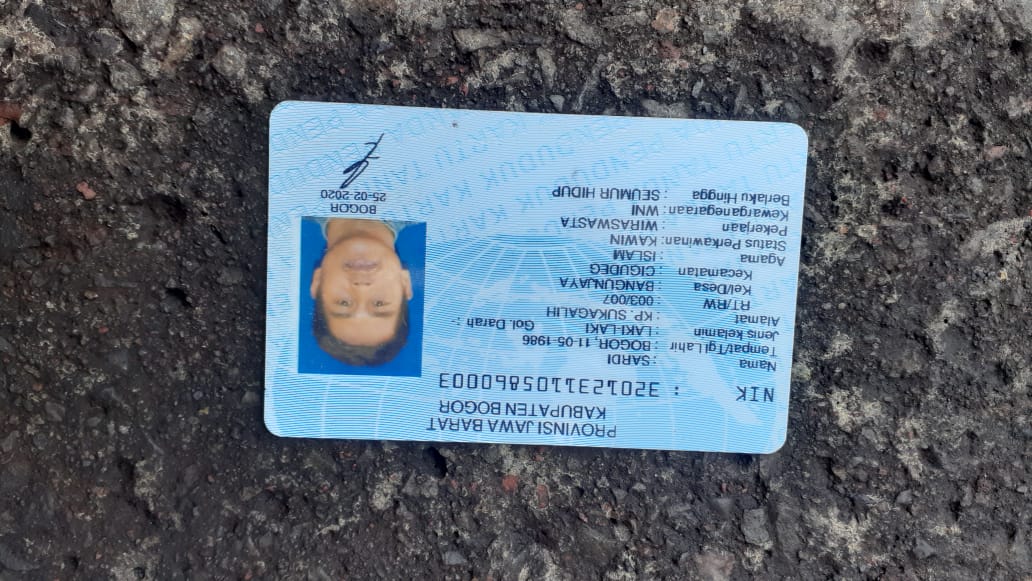 PROVINSI JAWA BARAT
KABUPATEN BOGOR
NIK : 3201231105860003
Nama : SARDI
Tempat/Tgl Lahir : BOGOR, 11-05-1986
Jenis kelamin : LAKI-LAKI Gol. Darah : -
Alamat : KP. SUKAGALIH
RT/RW : 003/007
Kel/Desa : BANGUNJAYA
Kecamatan : CIGUDEG
Agama : ISLAM
Status Perkawinan: KAWIN
Pekerjaan : WIRASWASTA
Kewarganegaraan: WNI
Berlaku Hingga : SEUMUR HIDUP
BOGOR
25-02-2020